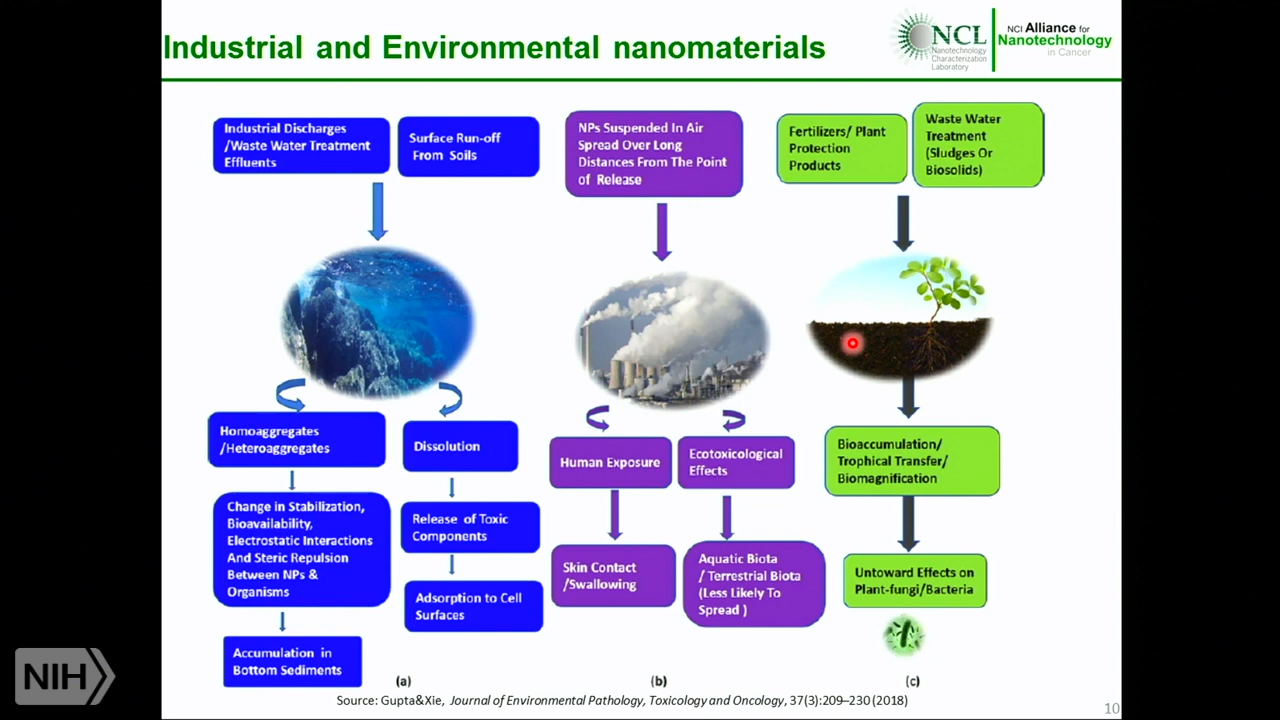 Industrial and Environmental nanomaterials
NCL
Nanotechnology
Characterization
Laboratory
NCI Alliance for
Nanotechnology
in Cancer
Industrial Discharges
/Waste Water Treatment
Effluents
Surface Run-off
From Soils
NPs Suspended In Air
Spread Over Long
Distances From The Point
of Release
Fertilizers/ Plant
Protection
Products
Waste Water
Treatment
(Sludges Or
Biosolids)
Homoaggregates
/Heteroaggregates
Dissolution
Human Exposure
Ecotoxicological
Effects
Bioaccumulation/
Trophical Transfer/
Biomagnification
Change in Stabilization,
Bioavailability,
Electrostatic Interactions
And Steric Repulsion
Between NPs &
Organisms
Release of Toxic
Components
Skin Contact
/Swallowing
Aquatic Biota
/ Terrestrial Biota
(Less Likely To
Spread )
Untoward Effects on
Plant-fungi/Bacteria
Adsorption to Cell
Surfaces
Accumulation in
Bottom Sediments
(a)
(b)
(c)
Source: Gupta&Xie, Journal of Environmental Pathology, Toxicology and Oncology, 37(3):209–230 (2018)
10
NIH